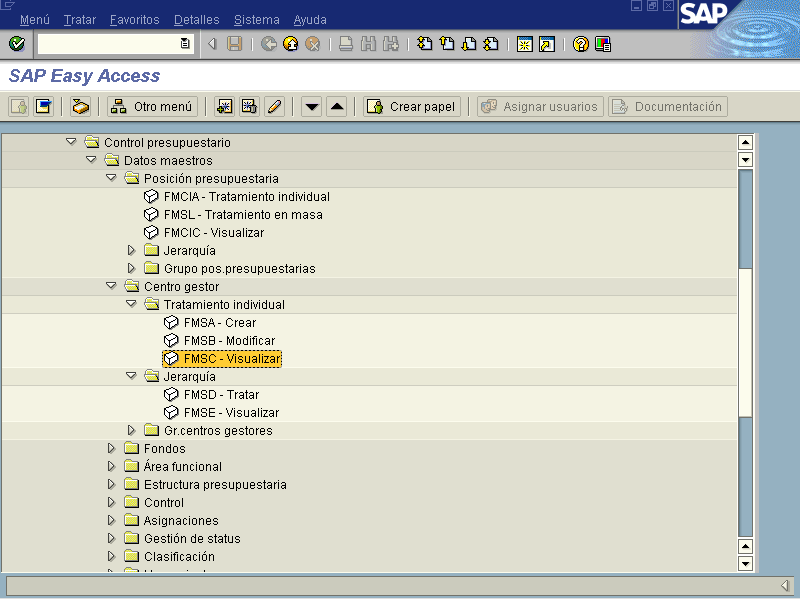 Menú Tratar Favoritos Detalles Sistema Ayuda
SAP
SAP Easy Access
Otro menú Crear papel Asignar usuarios Documentación
Control presupuestario
Datos maestros
Posición presupuestaria
FMCIA - Tratamiento individual
FMSL - Tratamiento en masa
FMCIC - Visualizar
Jerarquía
Grupo pos.presupuestarias
Centro gestor
Tratamiento individual
FMSA - Crear
FMSB - Modificar
FMSC - Visualizar
Jerarquía
FMSD - Tratar
FMSE - Visualizar
Gr.centros gestores
Fondos
Área funcional
Estructura presupuestaria
Control
Asignaciones
Gestión de status
Clasificación